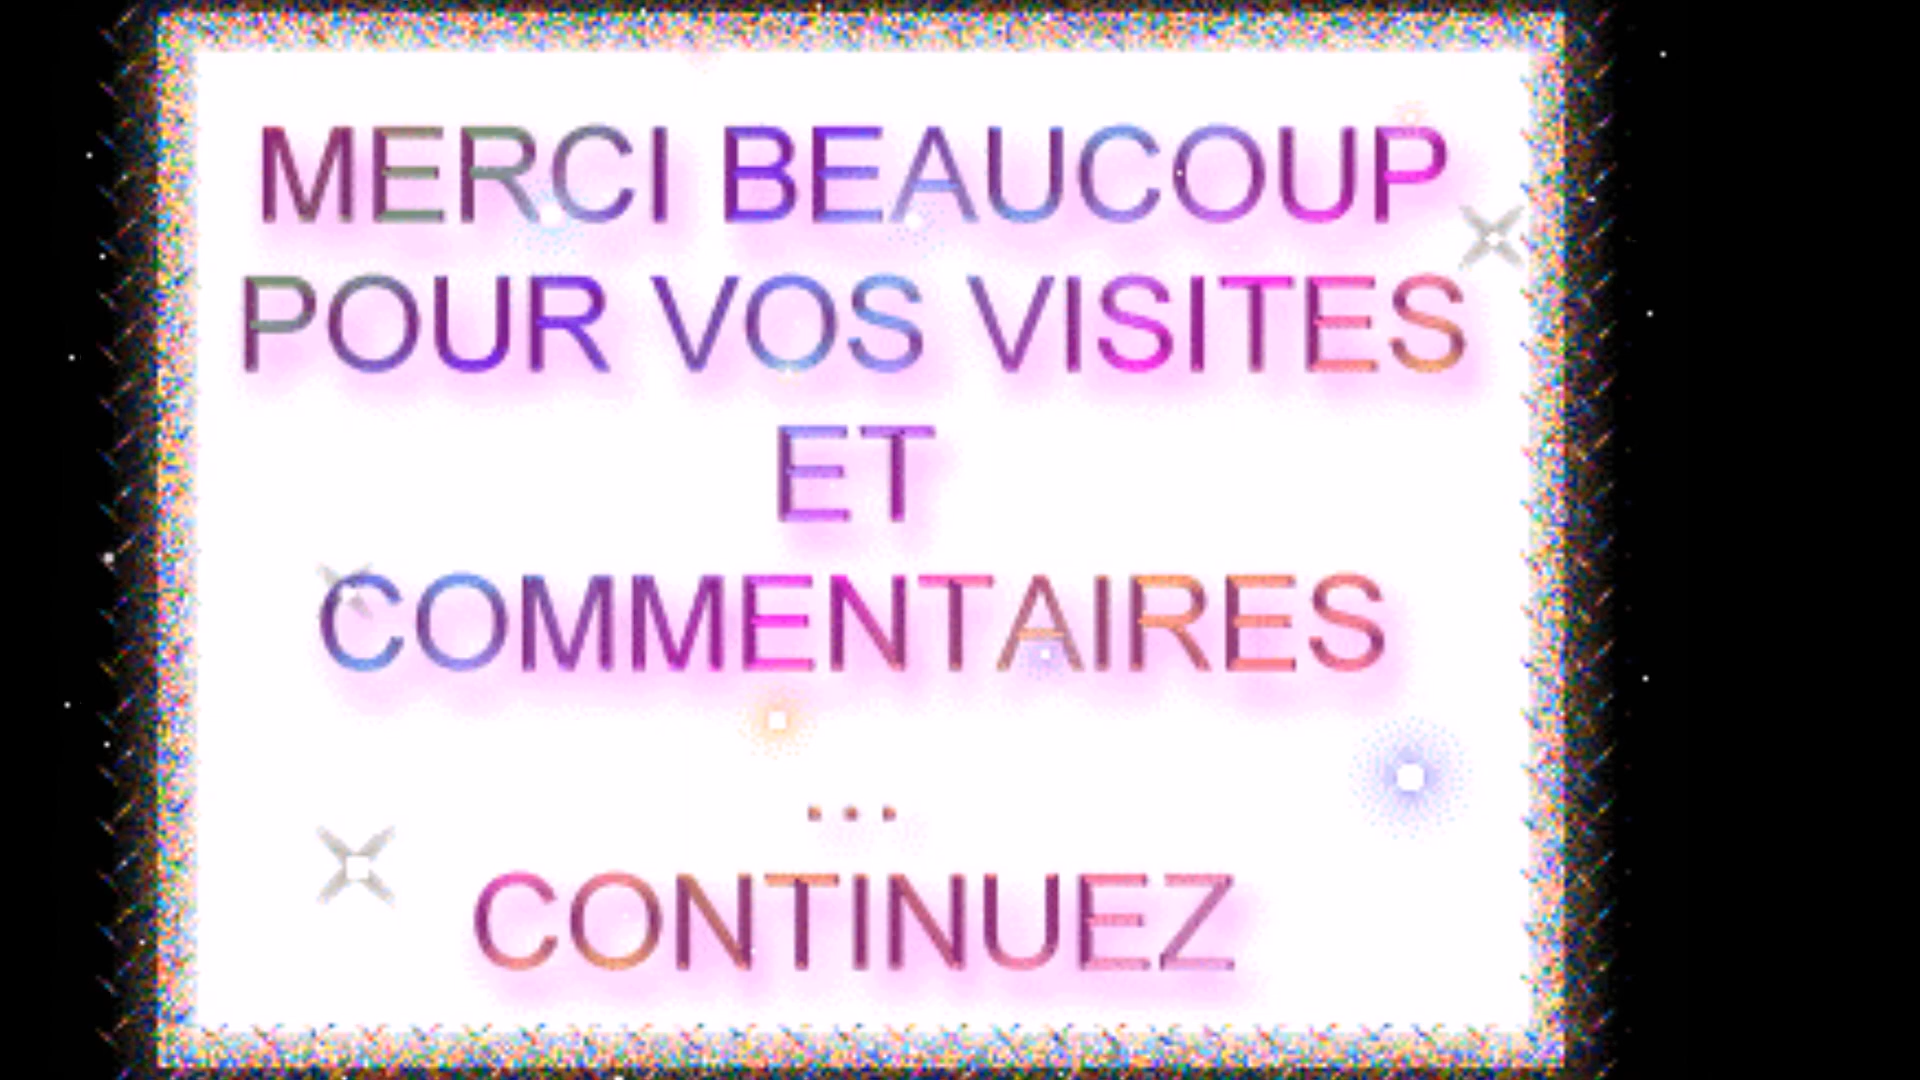 MERCI BEAUCOUP
POUR VOS VISITES
ET
COMMENTAIRES
...
CONTINUEZ